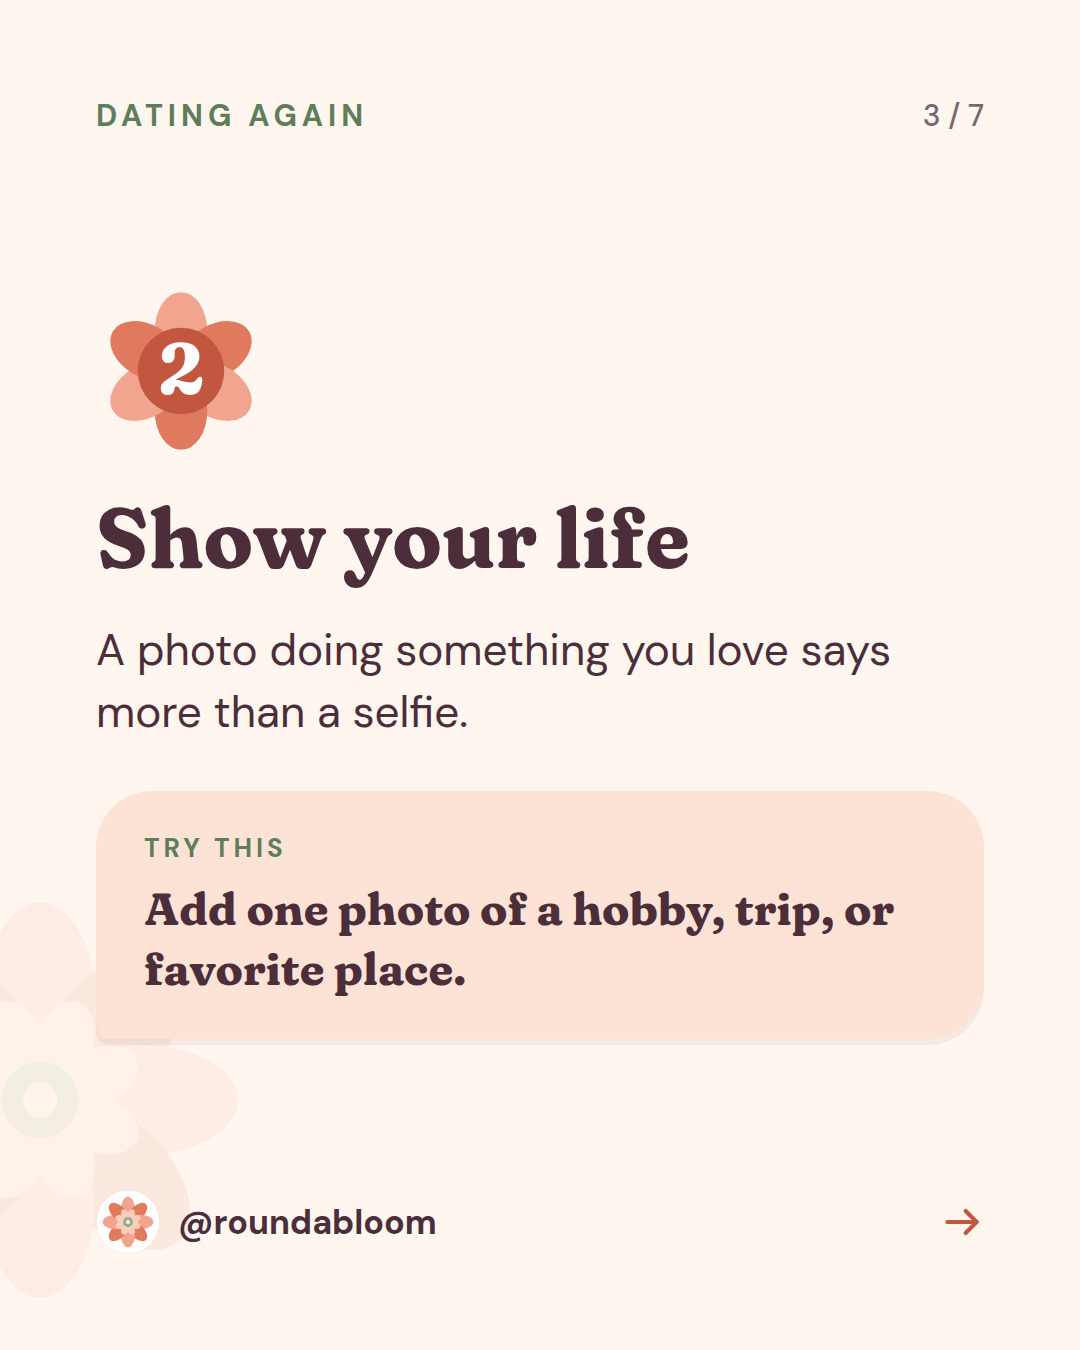 DATING AGAIN
3 / 7
2
Show your life
A photo doing something you love says
more than a selfie.
TRY THIS
Add one photo of a hobby, trip, or
favorite place.
@roundabloom